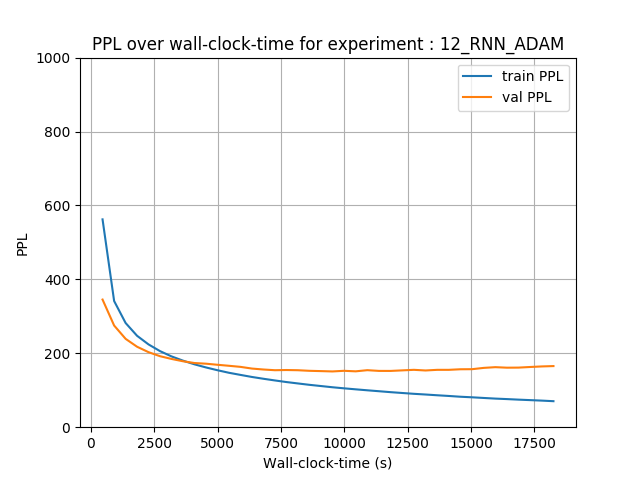 PPL over wall-clock-time for experiment : 12_RNN_ADAM
train PPL
val PPL
1000
800
600
400
200
0
PPL
0 2500 5000 7500 10000 12500 15000 17500
Wall-clock-time (s)